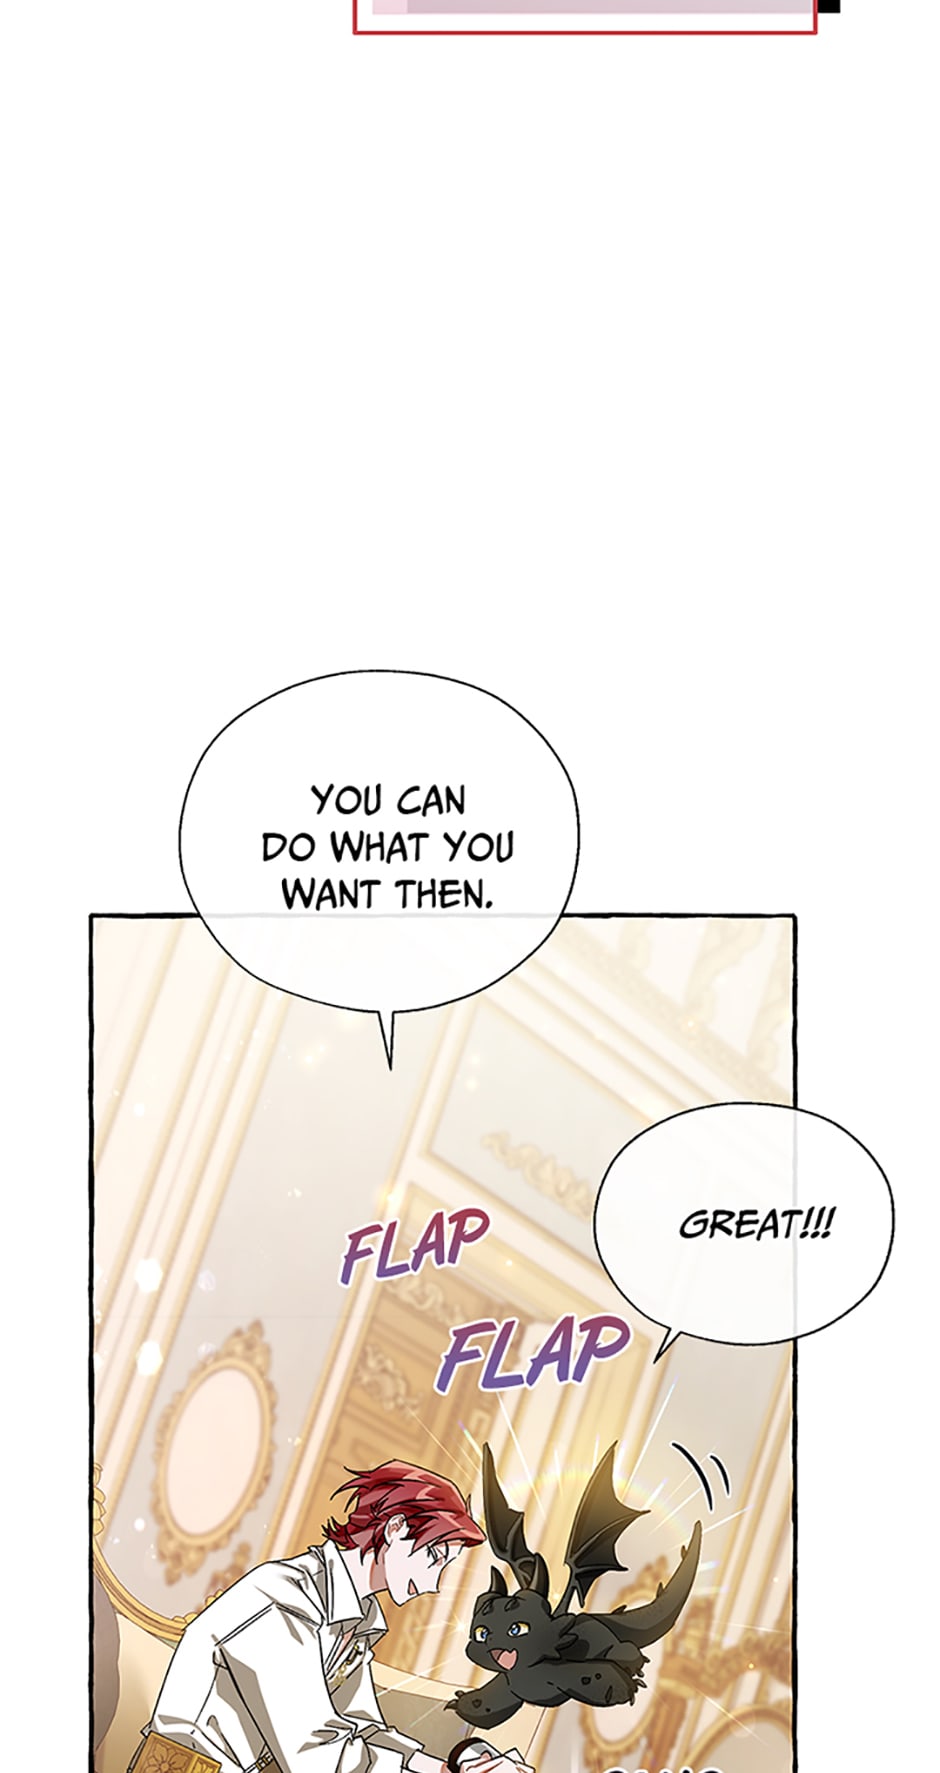 YOU CAN
DO WHAT YOU
WANT THEN.
GREAT!!!
FLAP
FLAP